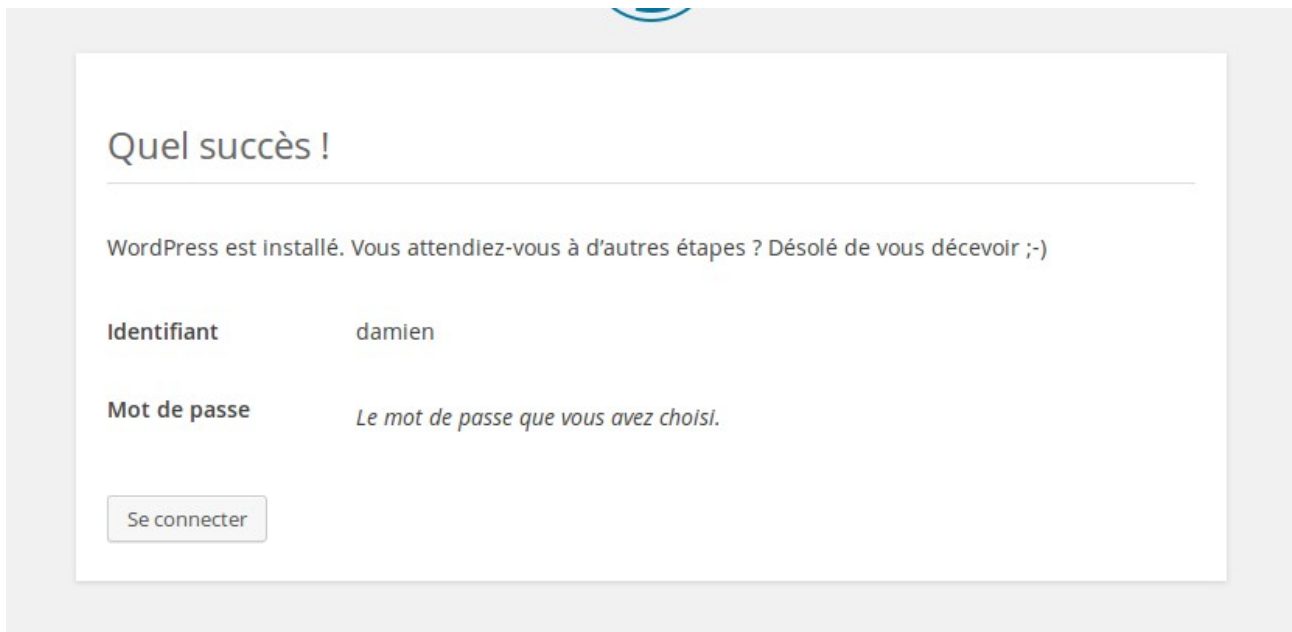 Quel succès !
WordPress est installé. Vous attendiez-vous à d’autres étapes ? Désolé de vous décevoir ;-)
Identifiant damien
Mot de passe Le mot de passe que vous avez choisi.
Se connecter